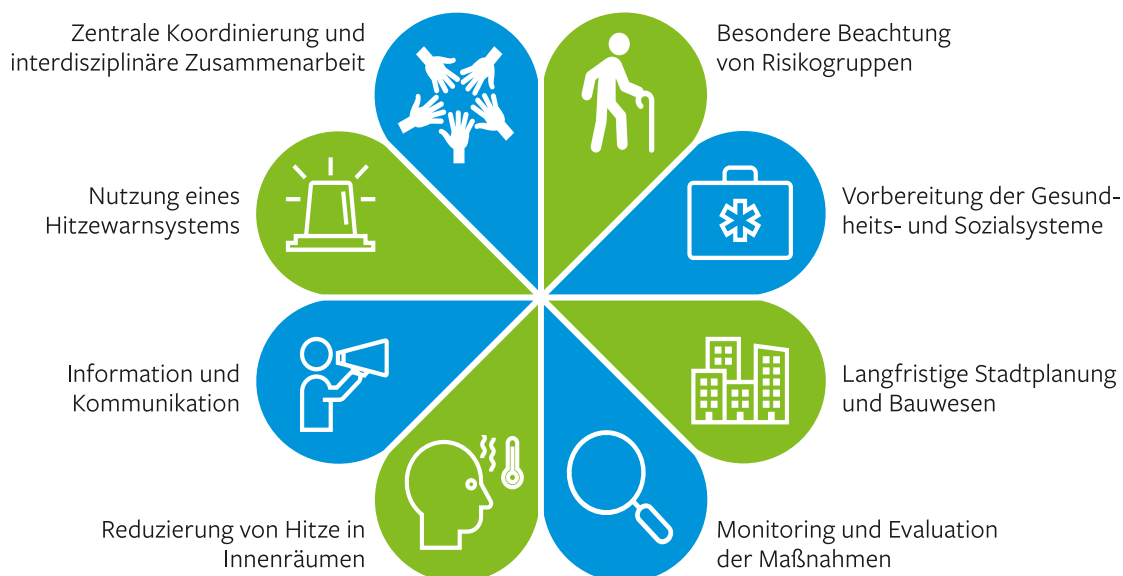 Zentrale Koordinierung und
interdisziplinäre Zusammenarbeit
Besondere Beachtung
von Risikogruppen
Nutzung eines
Hitzewarnsystems
Vorbereitung der Gesund-
heits- und Sozialsysteme
Information und
Kommunikation
Langfristige Stadtplanung
und Bauwesen
Reduzierung von Hitze in
Innenräumen
Monitoring und Evaluation
der Maßnahmen